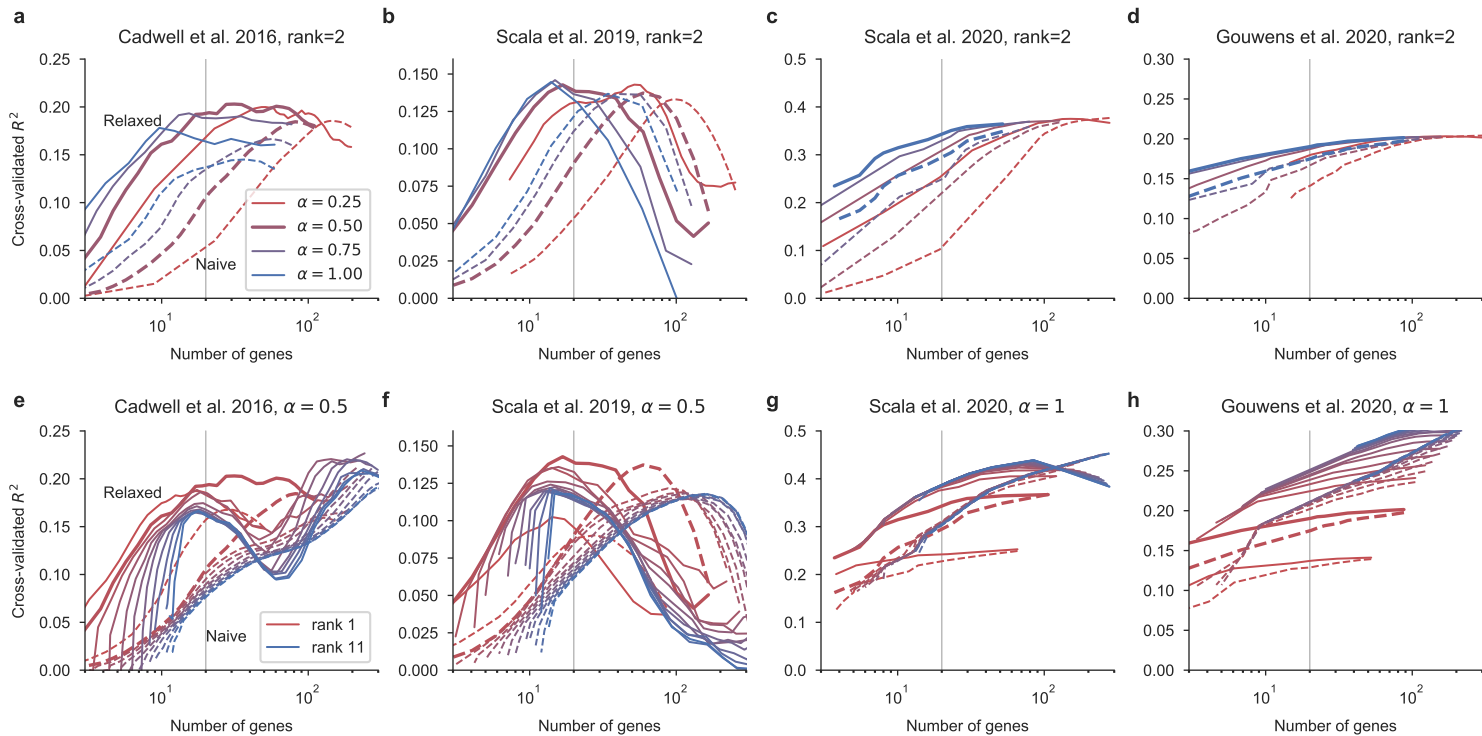 a
Cadwell et al. 2016, rank=2
Cross-validated R²
0.25
0.20
0.15
0.10
0.05
0.00
Relaxed
Naive
α = 0.25
α = 0.50
α = 0.75
α = 1.00
10¹
10²
Number of genes
b
Scala et al. 2019, rank=2
0.150
0.125
0.100
0.075
0.050
0.025
0.000
10¹
10²
Number of genes
c
Scala et al. 2020, rank=2
0.5
0.4
0.3
0.2
0.1
0.0
10¹
10²
Number of genes
d
Gouwens et al. 2020, rank=2
0.30
0.25
0.20
0.15
0.10
0.05
0.00
10¹
10²
Number of genes
e
Cadwell et al. 2016, α = 0.5
Cross-validated R²
0.25
0.20
0.15
0.10
0.05
0.00
Relaxed
Naive
rank 1
rank 11
10¹
10²
Number of genes
f
Scala et al. 2019, α = 0.5
0.150
0.125
0.100
0.075
0.050
0.025
0.000
10¹
10²
Number of genes
g
Scala et al. 2020, α = 1
0.5
0.4
0.3
0.2
0.1
0.0
10¹
10²
Number of genes
h
Gouwens et al. 2020, α = 1
0.30
0.25
0.20
0.15
0.10
0.05
0.00
10¹
10²
Number of genes